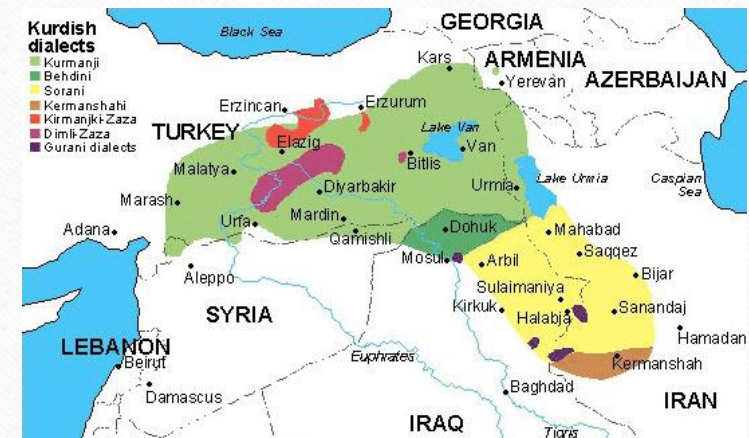 Kurdish
dialects
Kurmanji
Behdini
Sorani
Kermanshahi
Kirmanjki-Zaza
Dimli-Zaza
Gurani dialects
Black Sea
GEORGIA
Kars
ARMENIA
Yerevan
AZERBAIJAN
Erzincan
Erzurum
TURKEY
Elazig
Lake Van
Van
Bitlis
Malatya
Diyarbakir
Urmia
Lake Urmia
Caspian
Sea
Marash
Mardin
Adana
Urfa
Qamishli
Dohuk
Mahabad
Mosul
Arbil
Saqqez
Aleppo
Bijar
Sulaimaniya
SYRIA
Kirkuk
Halabja
Sanandaj
Hamadan
LEBANON
Beirut
Euphrates
Kermanshah
Damascus
Baghdad
IRAN
IRAQ
Tigris